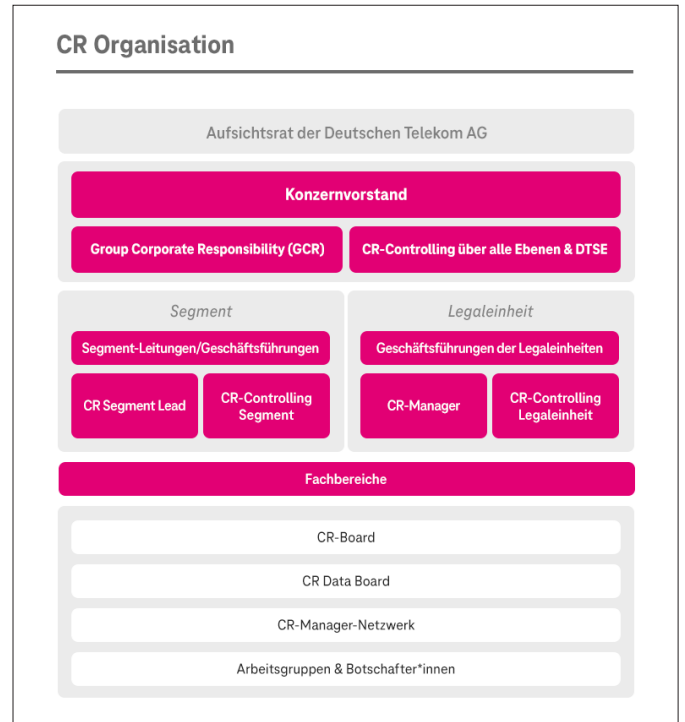 CR Organisation
Aufsichtsrat der Deutschen Telekom AG
Konzernvorstand
Group Corporate Responsibility (GCR)
CR-Controlling über alle Ebenen & DTSE
Segment
Segment-Leitungen/Geschäftsführungen
CR Segment Lead
CR-Controlling
Segment
Legaleinheit
Geschäftsführungen der Legaleinheiten
CR-Manager
CR-Controlling
Legaleinheit
Fachbereiche
CR-Board
CR Data Board
CR-Manager-Netzwerk
Arbeitsgruppen & Botschafter*innen